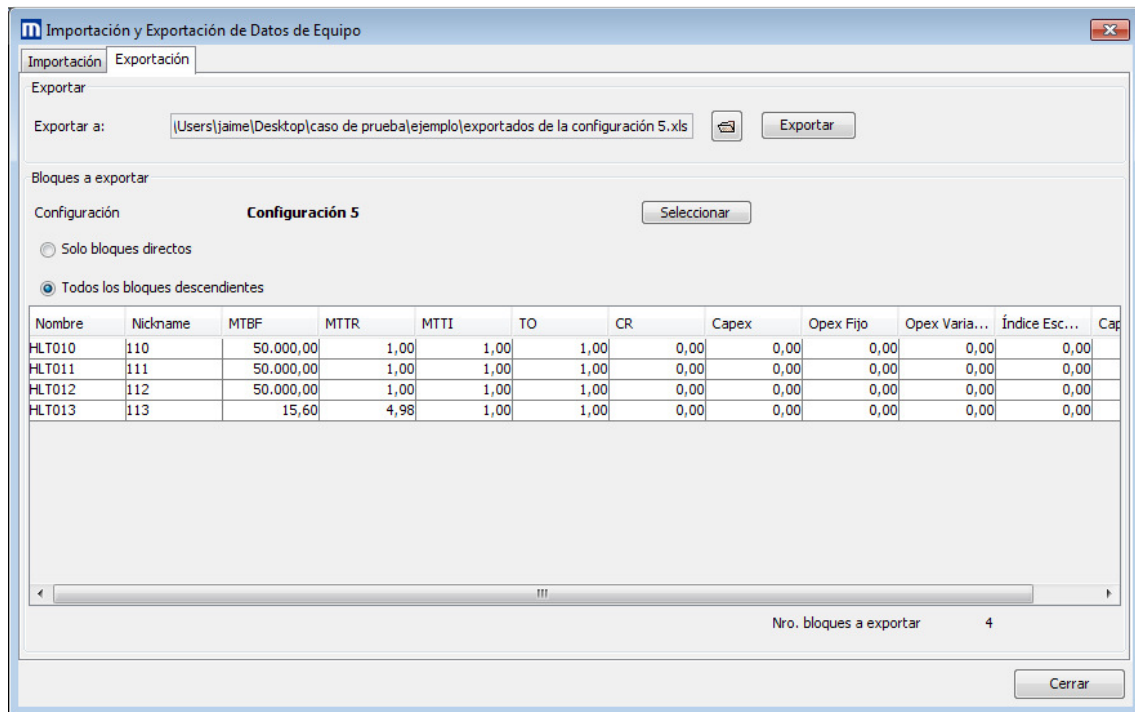 m Importación y Exportación de Datos de Equipo
Importación Exportación
Exportar
Exportar a: \Users\jaime\Desktop\caso de prueba\ejemplo\exportados de la configuración 5.xls Exportar
Bloques a exportar
Configuración Configuración 5 Seleccionar
Solo bloques directos
Todos los bloques descendientes
Nombre Nickname MTBF MTTR MTTI TO CR Capex Opex Fijo Opex Varia... Índice Esc... Cap
HLT010 110 50.000,00 1,00 1,00 1,00 0,00 0,00 0,00 0,00 0,00
HLT011 111 50.000,00 1,00 1,00 1,00 0,00 0,00 0,00 0,00 0,00
HLT012 112 50.000,00 1,00 1,00 1,00 0,00 0,00 0,00 0,00 0,00
HLT013 113 15,60 4,98 1,00 1,00 0,00 0,00 0,00 0,00 0,00
Nro. bloques a exportar 4
Cerrar